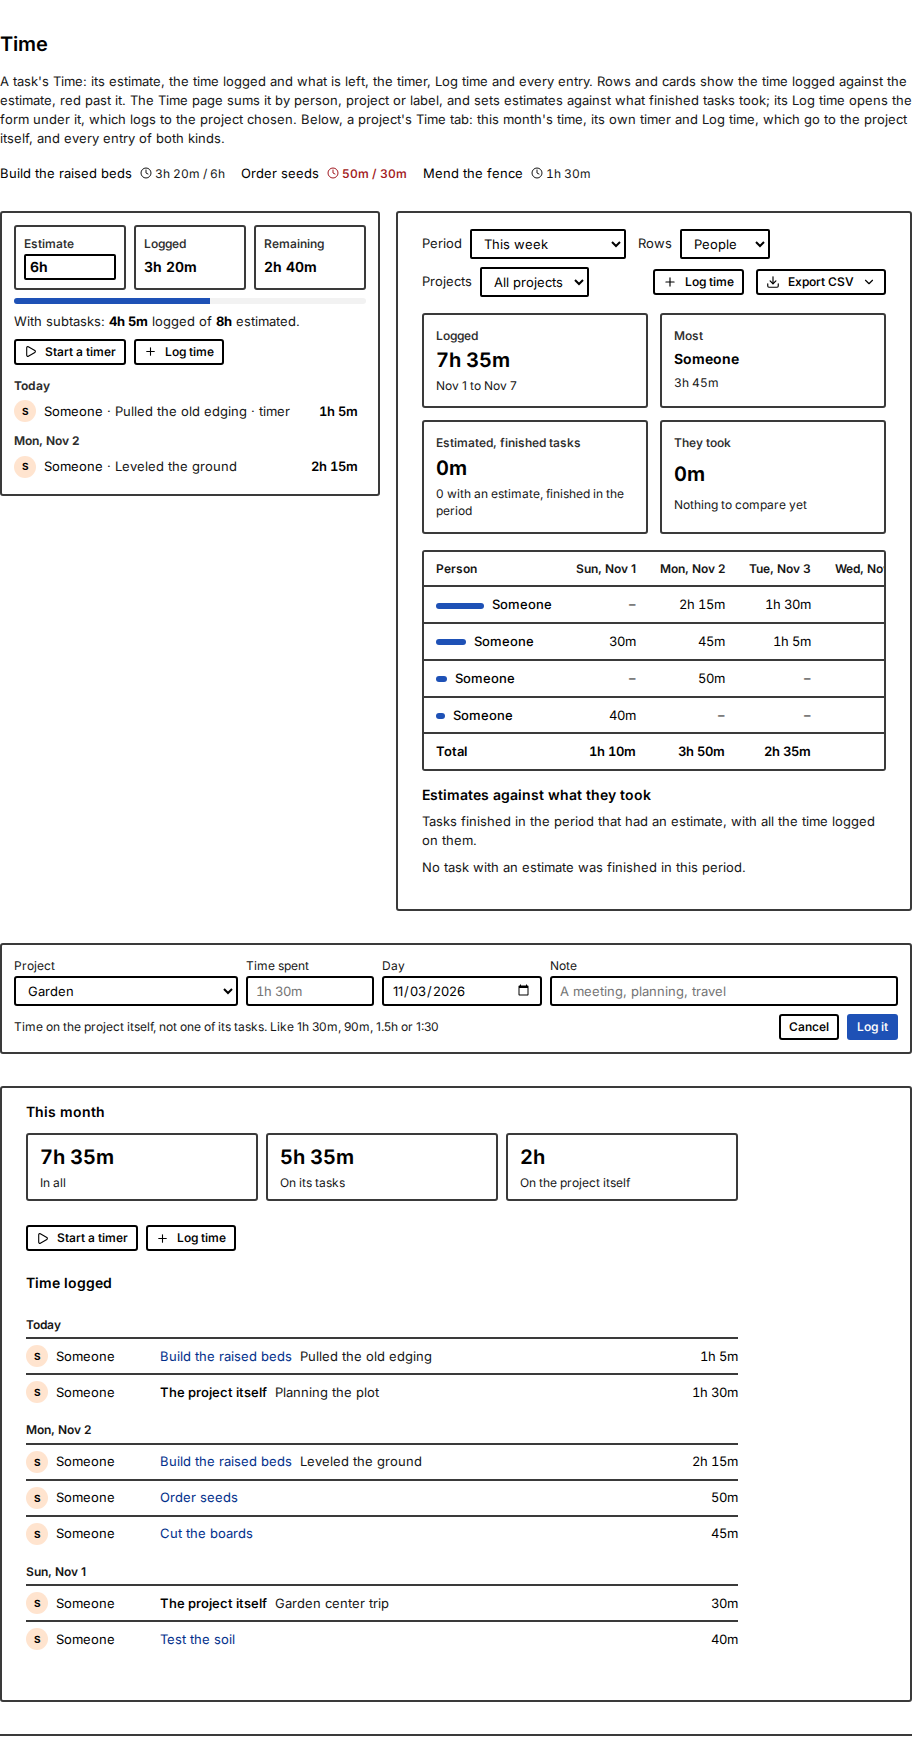 Time
A task's Time: its estimate, the time logged and what is left, the timer, Log time and every entry. Rows and cards show the time logged against the
estimate, red past it. The Time page sums it by person, project or label, and sets estimates against what finished tasks took; its Log time opens the
form under it, which logs to the project chosen. Below, a project's Time tab: this month's time, its own timer and Log time, which go to the project
itself, and every entry of both kinds.
Build the raised beds 3h 20m / 6h Order seeds 50m / 30m Mend the fence 1h 30m
Estimate Logged Remaining
6h 3h 20m 2h 40m
With subtasks: 4h 5m logged of 8h estimated.
Start a timer Log time
Today
S Someone · Pulled the old edging · timer 1h 5m
Mon, Nov 2
S Someone · Leveled the ground 2h 15m
Period This week Rows People
Projects All projects Log time Export CSV
Logged Most
7h 35m Someone
Nov 1 to Nov 7 3h 45m
Estimated, finished tasks They took
0m 0m
0 with an estimate, finished in the Nothing to compare yet
period
Person Sun, Nov 1 Mon, Nov 2 Tue, Nov 3 Wed, Nov
Someone – 2h 15m 1h 30m
Someone 30m 45m 1h 5m
Someone – 50m –
Someone 40m – –
Total 1h 10m 3h 50m 2h 35m
Estimates against what they took
Tasks finished in the period that had an estimate, with all the time logged
on them.
No task with an estimate was finished in this period.
Project Time spent Day Note
Garden 1h 30m 11/03/2026 A meeting, planning, travel
Time on the project itself, not one of its tasks. Like 1h 30m, 90m, 1.5h or 1:30 Cancel Log it
This month
7h 35m 5h 35m 2h
In all On its tasks On the project itself
Start a timer Log time
Time logged
Today
S Someone Build the raised beds Pulled the old edging 1h 5m
S Someone The project itself Planning the plot 1h 30m
Mon, Nov 2
S Someone Build the raised beds Leveled the ground 2h 15m
S Someone Order seeds 50m
S Someone Cut the boards 45m
Sun, Nov 1
S Someone The project itself Garden center trip 30m
S Someone Test the soil 40m